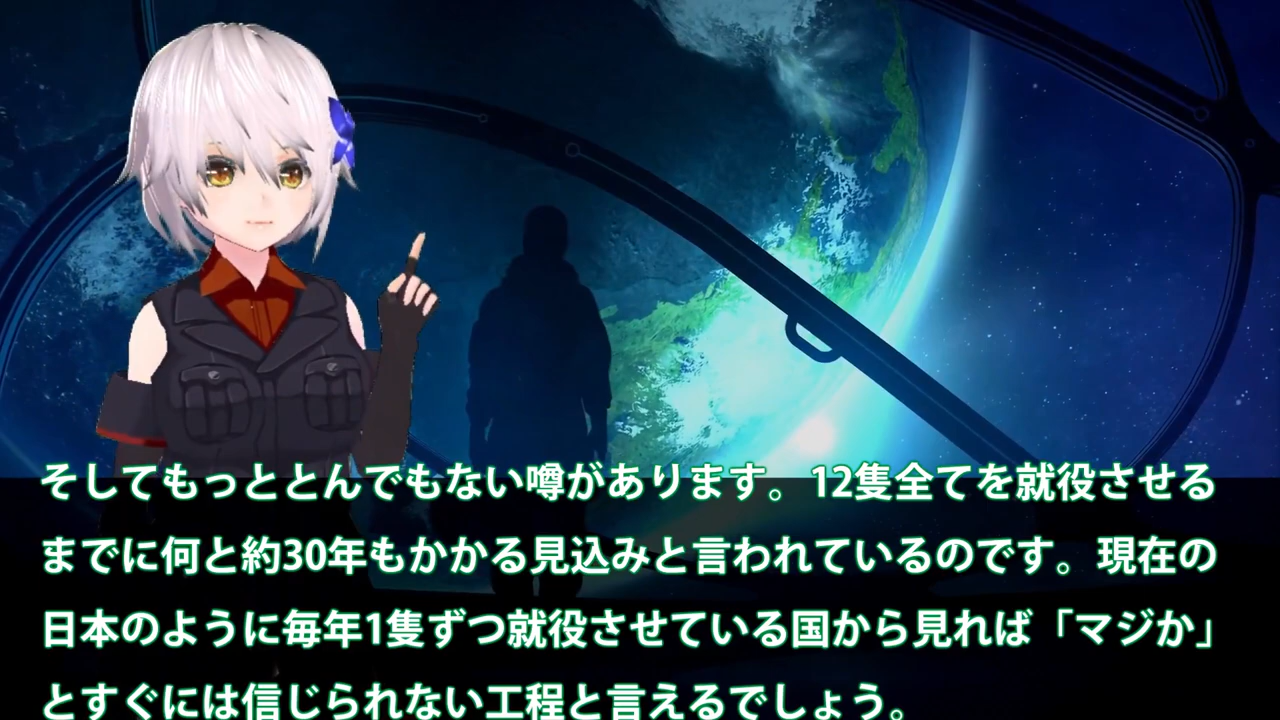 そしてもっととんでもない噂があります。12隻全てを就役させる
までに何と約30年もかかる見込みと言われているのです。現在の
日本のように毎年1隻ずつ就役させている国から見れば「マジか」
とすぐには信じられない工程と言えるでしょう。